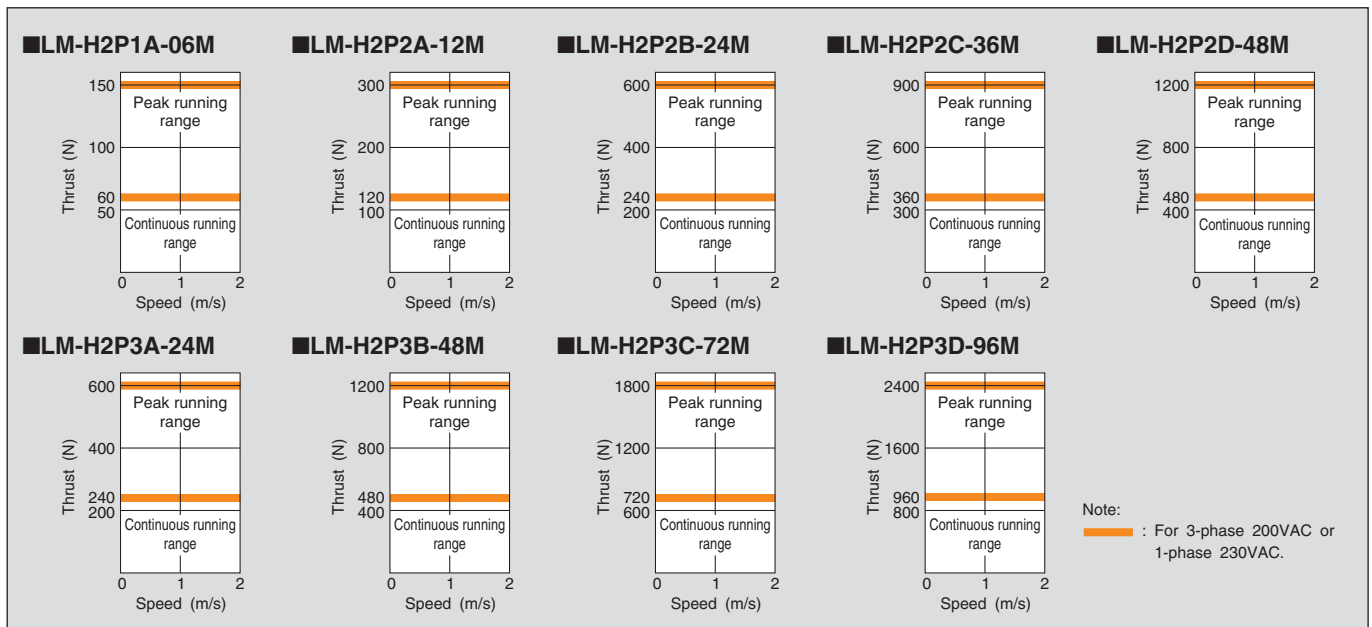 ■LM-H2P1A-06M
Thrust (N)
150
100
60
50
Peak running
range
Continuous running
range
0 1 2
Speed (m/s)
■LM-H2P2A-12M
Thrust (N)
300
200
120
100
Peak running
range
Continuous running
range
0 1 2
Speed (m/s)
■LM-H2P2B-24M
Thrust (N)
600
400
240
200
Peak running
range
Continuous running
range
0 1 2
Speed (m/s)
■LM-H2P2C-36M
Thrust (N)
900
600
360
300
Peak running
range
Continuous running
range
0 1 2
Speed (m/s)
■LM-H2P2D-48M
Thrust (N)
1200
800
480
400
Peak running
range
Continuous running
range
0 1 2
Speed (m/s)
■LM-H2P3A-24M
Thrust (N)
600
400
240
200
Peak running
range
Continuous running
range
0 1 2
Speed (m/s)
■LM-H2P3B-48M
Thrust (N)
1200
800
480
400
Peak running
range
Continuous running
range
0 1 2
Speed (m/s)
■LM-H2P3C-72M
Thrust (N)
1800
1200
720
600
Peak running
range
Continuous running
range
0 1 2
Speed (m/s)
■LM-H2P3D-96M
Thrust (N)
2400
1600
960
800
Peak running
range
Continuous running
range
0 1 2
Speed (m/s)
Note:
: For 3-phase 200VAC or
1-phase 230VAC.